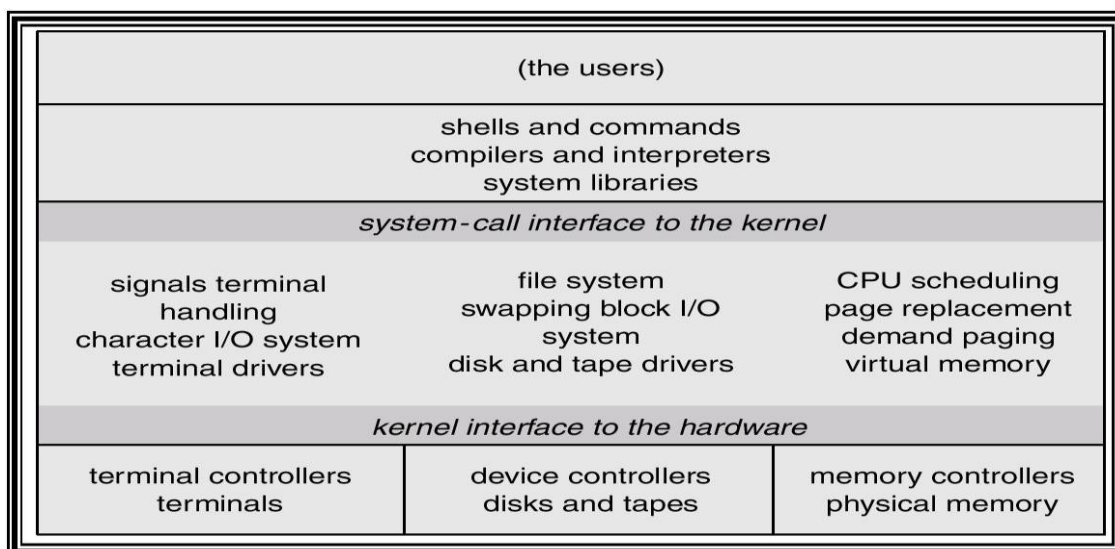 (the users)
shells and commands
compilers and interpreters
system libraries
system-call interface to the kernel
signals terminal
handling
character I/O system
terminal drivers
file system
swapping block I/O
system
disk and tape drivers
CPU scheduling
page replacement
demand paging
virtual memory
kernel interface to the hardware
terminal controllers
terminals
device controllers
disks and tapes
memory controllers
physical memory